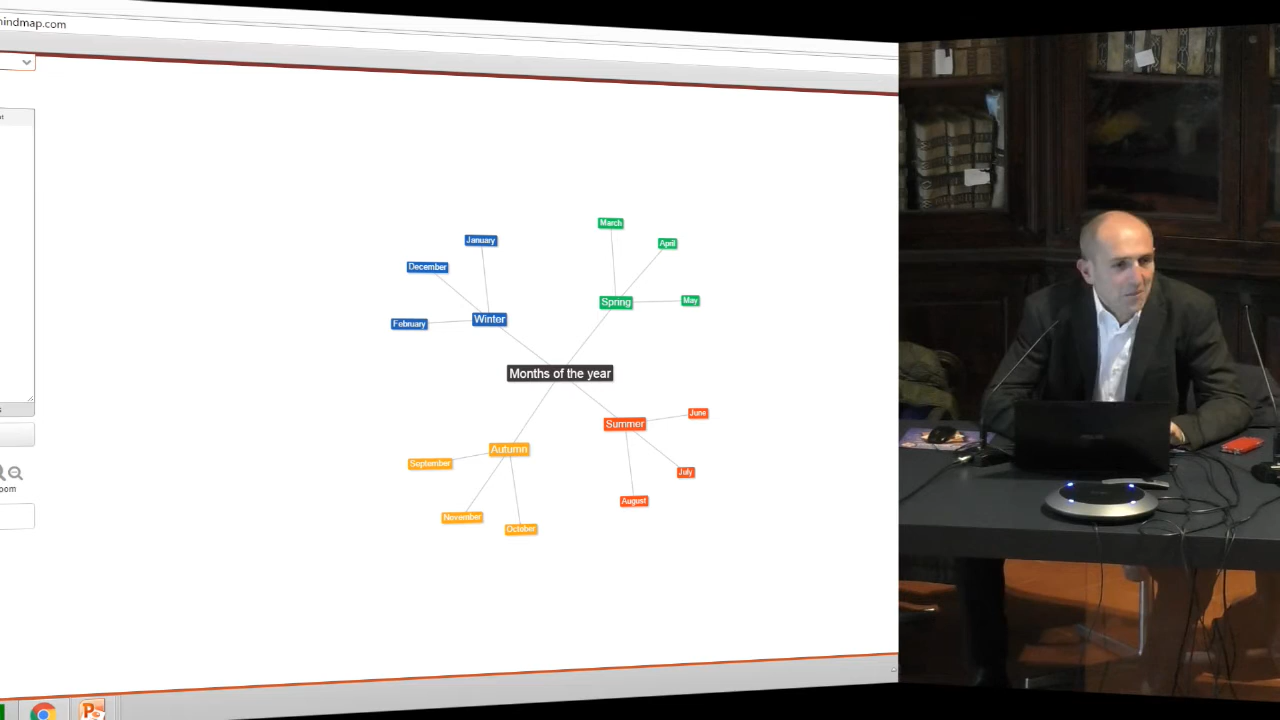 mindmap.com
March
January
April
December
May
Spring
Winter
February
Months of the year
June
Summer
Autumn
September
July
August
November
October
oom
P